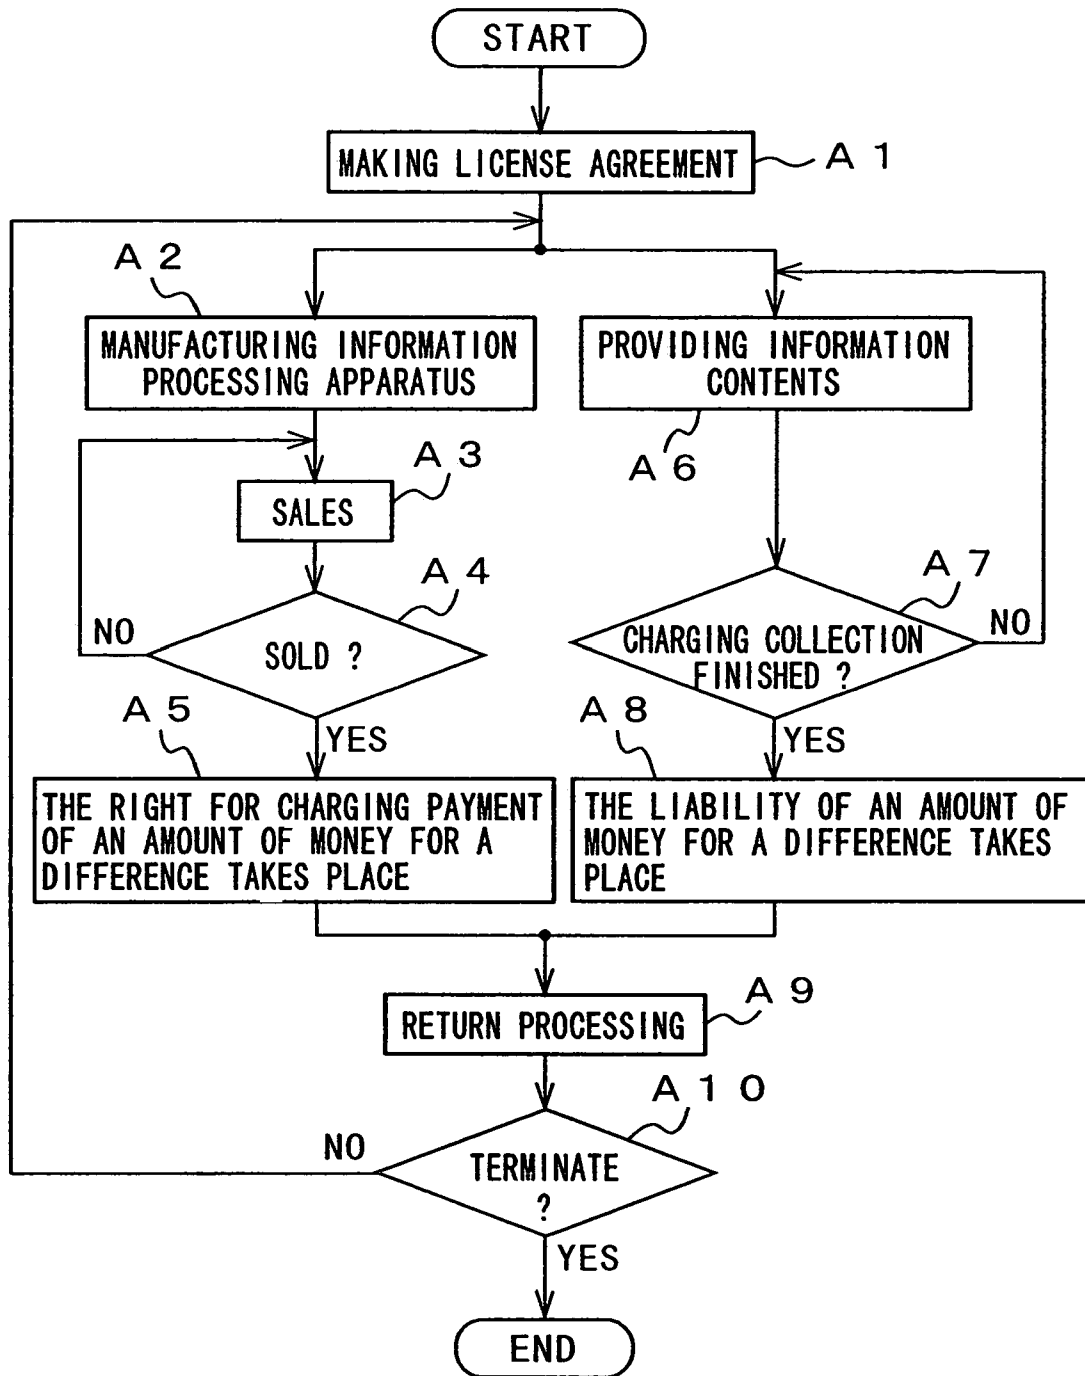 START
MAKING LICENSE AGREEMENT
A 1
A 2
MANUFACTURING INFORMATION
PROCESSING APPARATUS
PROVIDING INFORMATION
CONTENTS
A 3
A 6
SALES
A 4
A 7
NO
SOLD ?
CHARGING COLLECTION
FINISHED ?
NO
A 5
YES
A 8
YES
THE RIGHT FOR CHARGING PAYMENT
OF AN AMOUNT OF MONEY FOR A
DIFFERENCE TAKES PLACE
THE LIABILITY OF AN AMOUNT OF
MONEY FOR A DIFFERENCE TAKES
PLACE
A 9
RETURN PROCESSING
A 1 0
NO
TERMINATE
?
YES
END